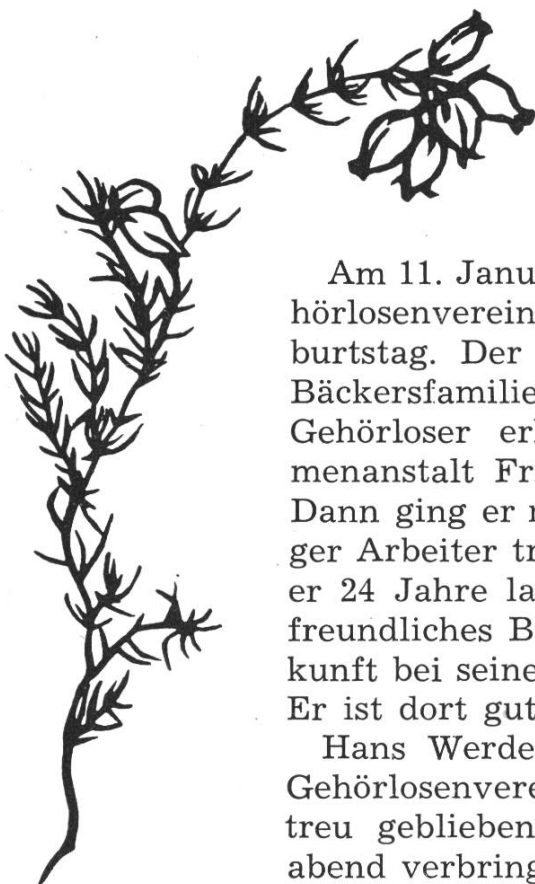 Am 11. Janu
hörlosenverein
burtstag. Der
Bäckersfamilie
Gehörloser erl
menanstalt Fr
Dann ging er r
ger Arbeiter tr
er 24 Jahre la
freundliches B
kunft bei seine
Er ist dort gut
Hans Werde
Gehörlosenvere
treu geblieben
abend verbring